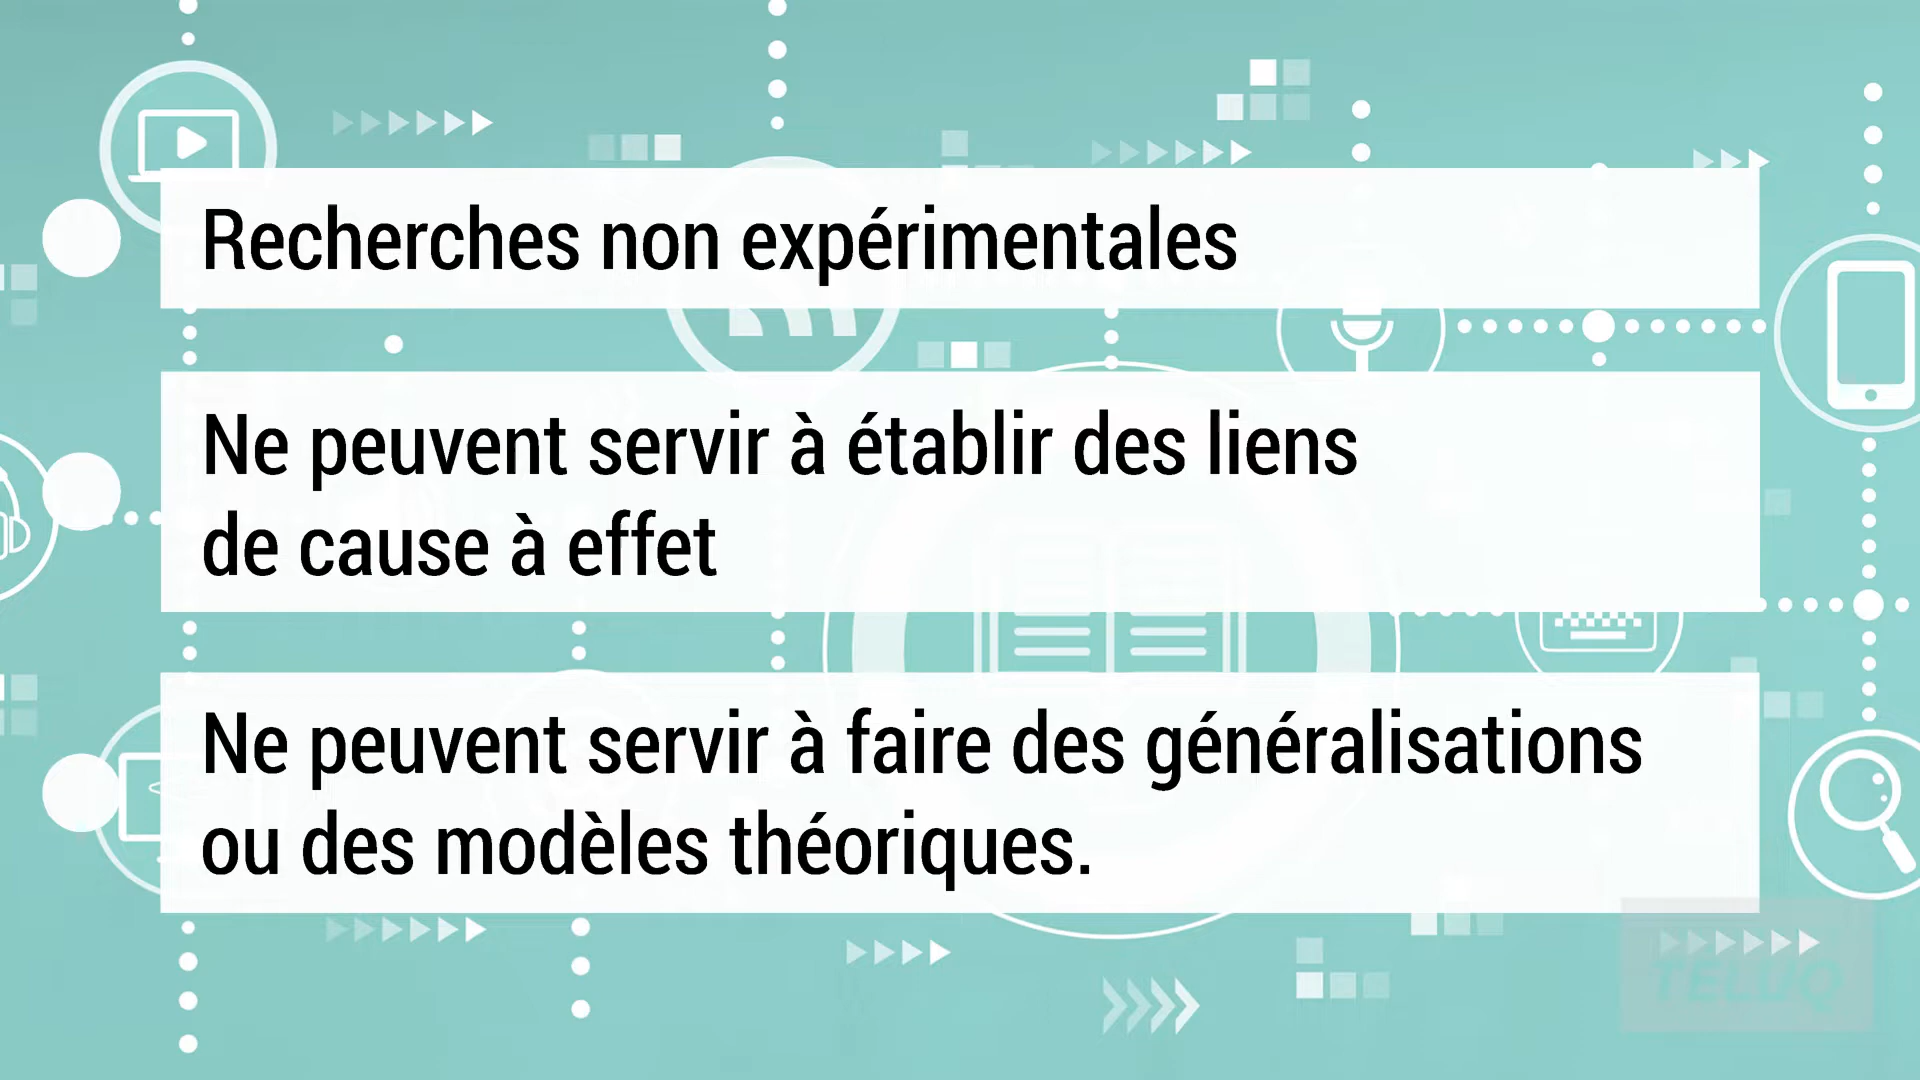 Recherches non expérimentales
Ne peuvent servir à établir des liens
de cause à effet
Ne peuvent servir à faire des généralisations
ou des modèles théoriques.
TELUQ